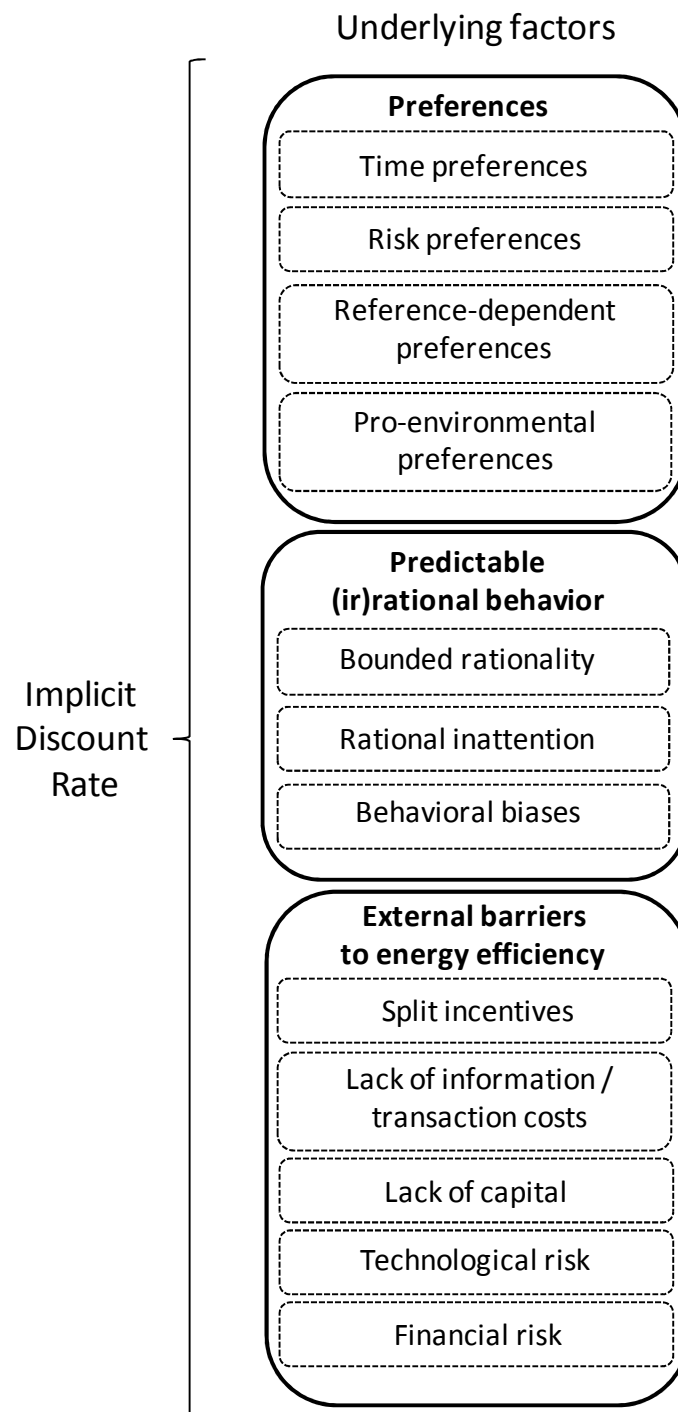 Underlying factors
Preferences
Time preferences
Risk preferences
Reference-dependent
preferences
Pro-environmental
preferences
Predictable
(ir)rational behavior
Bounded rationality
Rational inattention
Behavioral biases
Implicit
Discount
Rate
External barriers
to energy efficiency
Split incentives
Lack of information /
transaction costs
Lack of capital
Technological risk
Financial risk